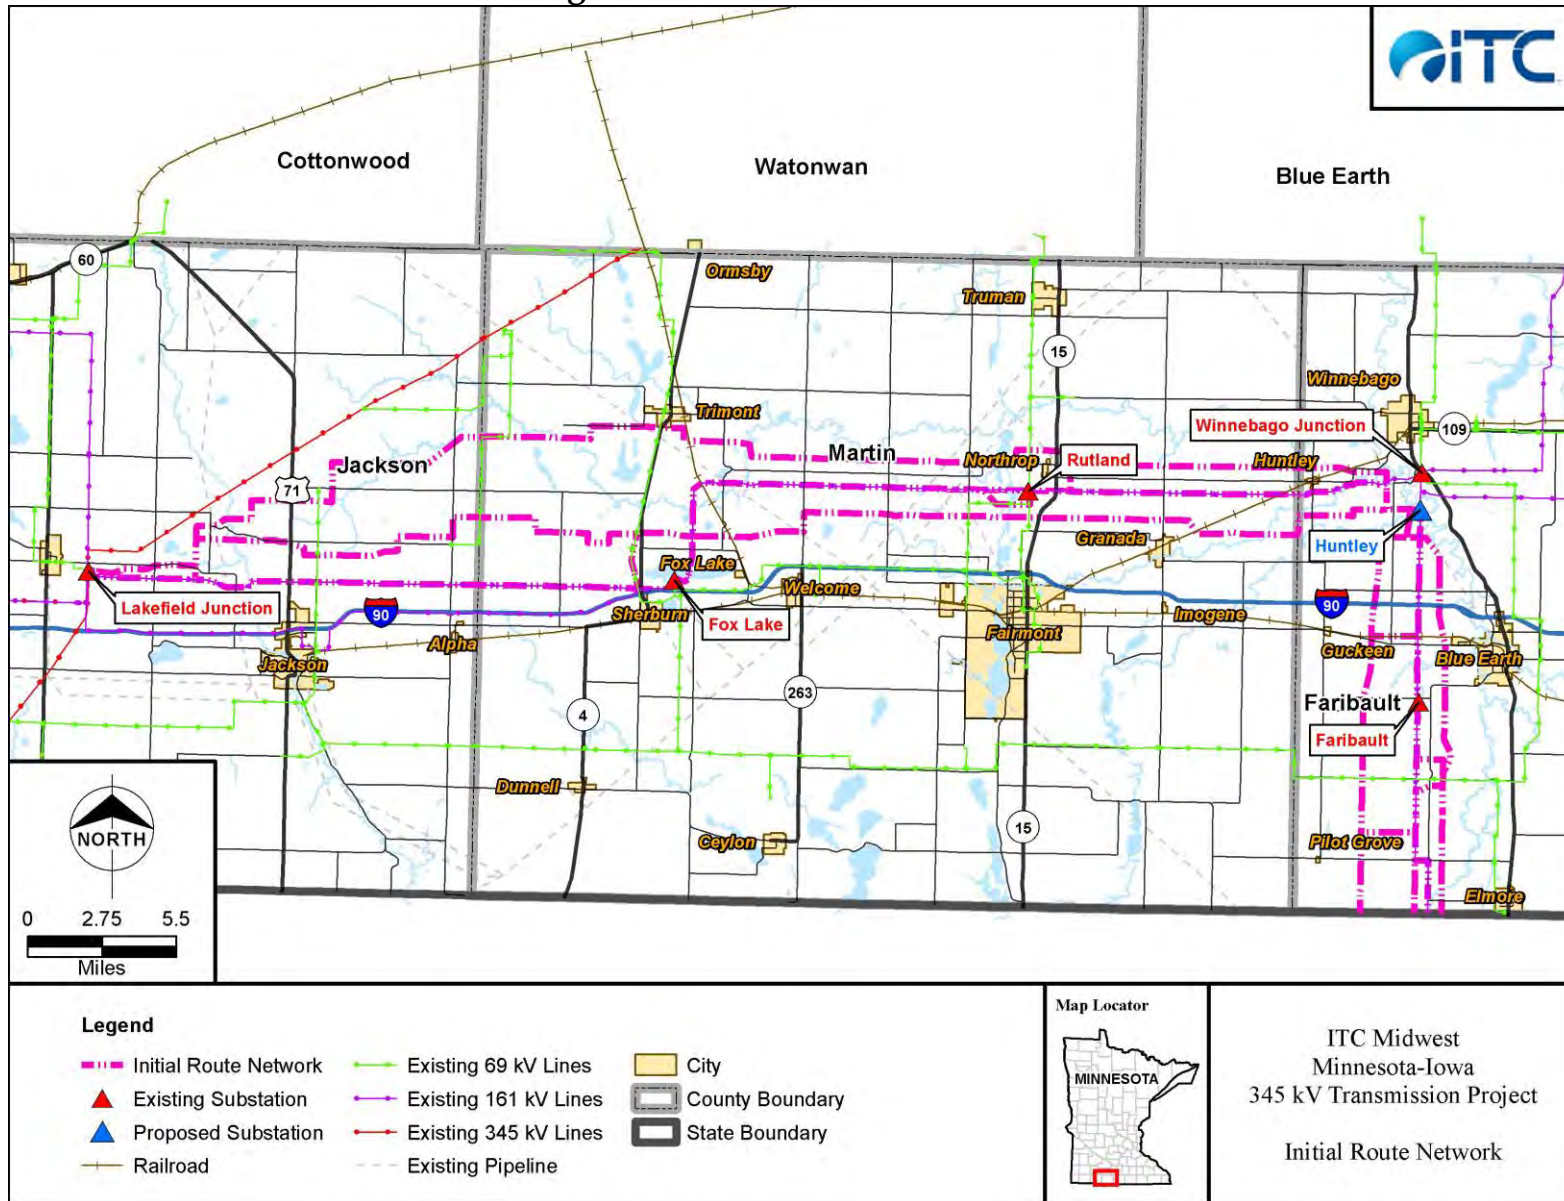 ITC
Cottonwood
Watonwan
Blue Earth
60
Ormsby
Truman
15
Winnebago
Trimont
Winnebago Junction
109
Martin
Jackson
Northrop
Rutland
Huntley
71
Huntley
Granada
Fox Lake
Lakefield Junction
Welcome
90
Sherburn
Fox Lake
Imogene
90
Fairmont
Alpha
Jackson
Guckeen
Blue Earth
263
Faribault
4
Faribault
Dunnell
15
Ceylon
Pilot Grove
Elmore
NORTH
0 2.75 5.5
Miles
Legend
Initial Route Network
Existing Substation
Proposed Substation
Railroad
Existing 69 kV Lines
Existing 161 kV Lines
Existing 345 kV Lines
Existing Pipeline
City
County Boundary
State Boundary
Map Locator
MINNESOTA
ITC Midwest
Minnesota-Iowa
345 kV Transmission Project
Initial Route Network